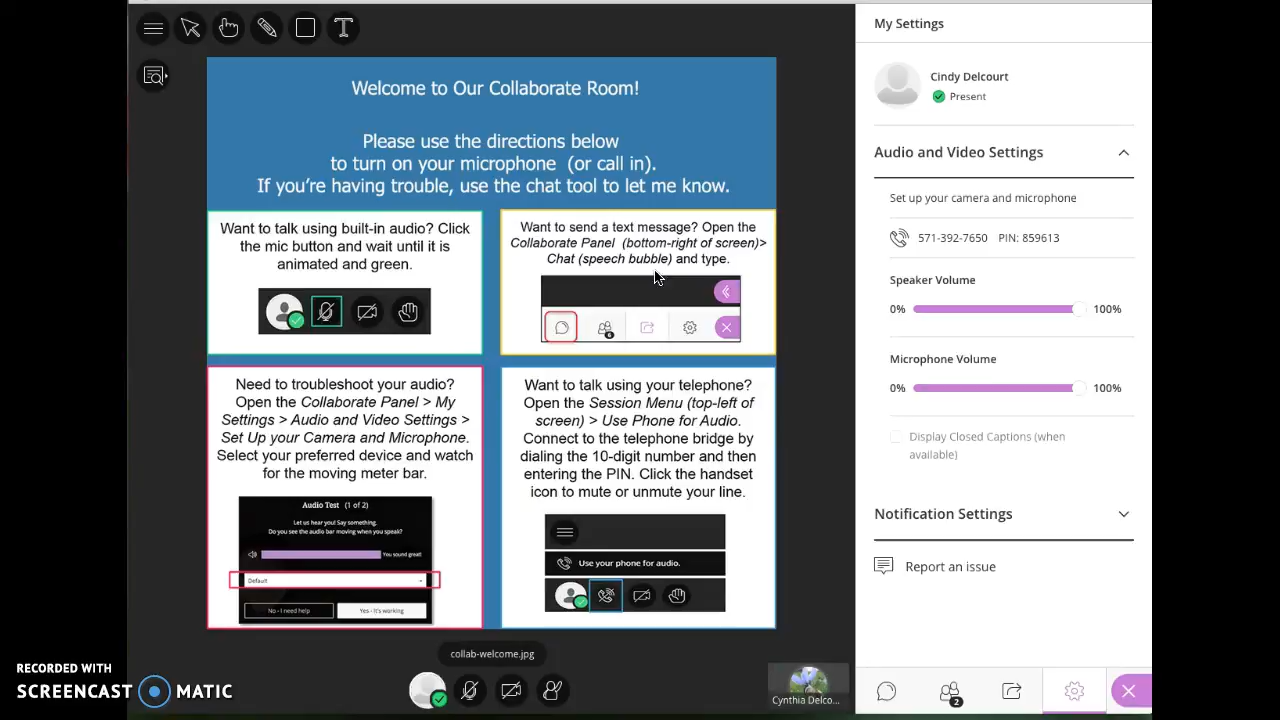 Welcome to Our Collaborate Room!
Please use the directions below
to turn on your microphone (or call in).
If you're having trouble, use the chat tool to let me know.
Want to talk using built-in audio? Click
the mic button and wait until it is
animated and green.
Want to send a text message? Open the
Collaborate Panel (bottom-right of screen)>
Chat (speech bubble) and type.
6
Need to troubleshoot your audio?
Open the Collaborate Panel > My
Settings > Audio and Video Settings >
Set Up your Camera and Microphone.
Select your preferred device and watch
for the moving meter bar.
Audio Test (1 of 2)
Let us hear you! Say something.
Do you see the audio bar moving when you speak?
You sound great!
Default
No - I need help
Yes - It's working
Want to talk using your telephone?
Open the Session Menu (top-left of
screen) > Use Phone for Audio.
Connect to the telephone bridge by
dialing the 10-digit number and then
entering the PIN. Click the handset
icon to mute or unmute your line.
Use your phone for audio.
collab-welcome.jpg
Cynthia Delco...
My Settings
Cindy Delcourt
Present
Audio and Video Settings
Set up your camera and microphone
571-392-7650 PIN: 859613
Speaker Volume
0% 100%
Microphone Volume
0% 100%
Display Closed Captions (when
available)
Notification Settings
Report an issue
2
RECORDED WITH
SCREENCAST MATIC